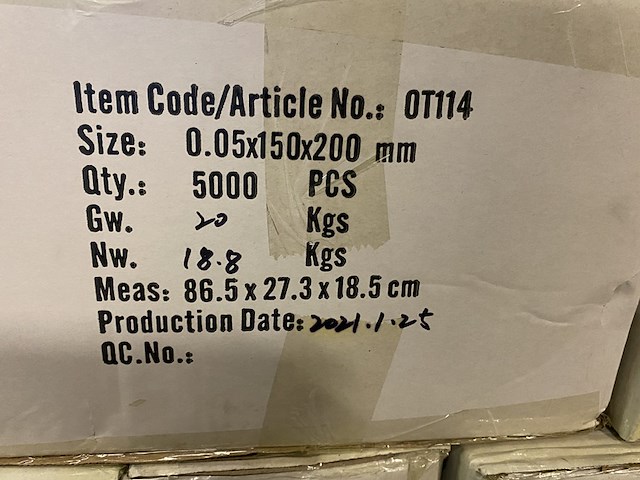 Item Code/Article No.: OT114
Size: 0.05x150x200 mm
Qty.: 5000 PCS
Gw. 20 Kgs
Nw. 18.8 Kgs
Meas: 86.5 x 27.3 x 18.5 cm
Production Date: 2021.1.25
QC.No.: